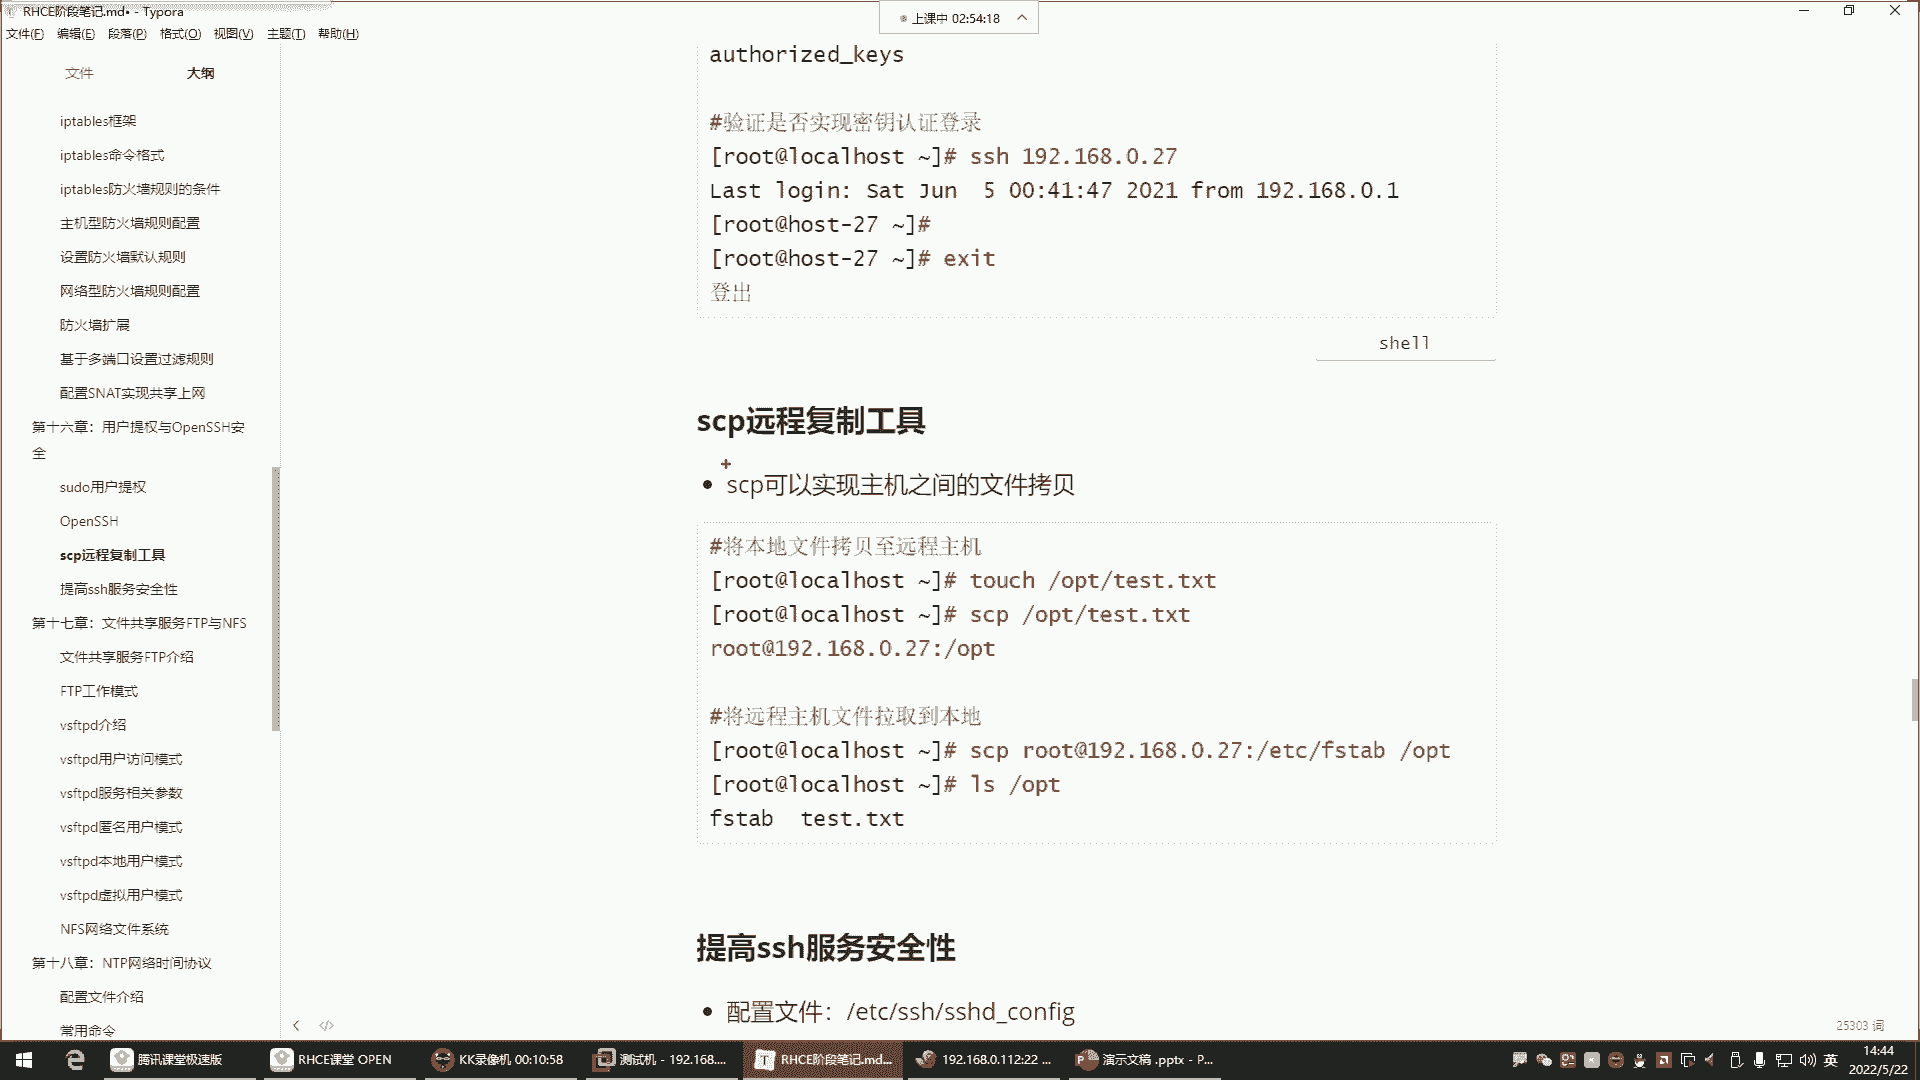 RHCE阶段笔记.md• - Typora
上课中 02:54:18
文件(F) 编辑(E) 段落(P) 格式(O) 视图(V) 主题(T) 帮助(H)
文件 大纲
iptables框架
iptables命令格式
iptables防火墙规则的条件
主机型防火墙规则配置
设置防火墙默认规则
网络型防火墙规则配置
防火墙扩展
基于多端口设置过滤规则
配置SNAT实现共享上网
第十六章：用户提权与OpenSSH安
全
sudo用户提权
OpenSSH
scp远程复制工具
提高ssh服务安全性
第十七章：文件共享服务FTP与NFS
文件共享服务FTP介绍
FTP工作模式
vsftpd介绍
vsftpd用户访问模式
vsftpd服务相关参数
vsftpd匿名用户模式
vsftpd本地用户模式
vsftpd虚拟用户模式
NFS网络文件系统
第十八章：NTP网络时间协议
配置文件介绍
常用命令
authorized_keys
#验证是否实现密钥认证登录
[root@localhost ~]# ssh 192.168.0.27
Last login: Sat Jun  5 00:41:47 2021 from 192.168.0.1
[root@host-27 ~]#
[root@host-27 ~]# exit
登出
shell
scp远程复制工具
scp可以实现主机之间的文件拷贝
#将本地文件拷贝至远程主机
[root@localhost ~]# touch /opt/test.txt
[root@localhost ~]# scp /opt/test.txt
root@192.168.0.27:/opt
#将远程主机文件拉取到本地
[root@localhost ~]# scp root@192.168.0.27:/etc/fstab /opt
[root@localhost ~]# ls /opt
fstab  test.txt
提高ssh服务安全性
配置文件：/etc/ssh/sshd_config
25303 词
腾讯课堂极速版
RHCE课堂 OPEN
KK录像机 00:10:58
测试机 - 192.168....
RHCE阶段笔记.md...
192.168.0.112:22 ...
演示文稿 .pptx - P...
英
14:44
2022/5/22